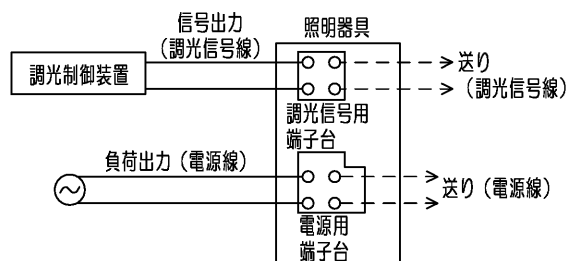 信号出力
（調光信号線）
照明器具
調光制御装置
送り
（調光信号線）
調光信号用
端子台
負荷出力（電源線）
送り（電源線）
電源用
端子台